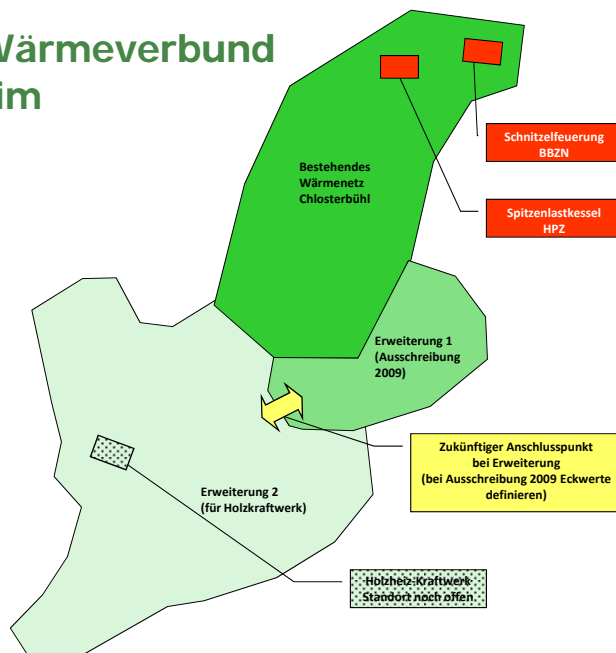 Wärmeverbund
im
Schnitzelfeuerung
BBZN
Bestehendes
Wärmenetz
Chlosterbühl
Spitzenlastkessel
HPZ
Erweiterung 1
(Ausschreibung
2009)
Zukünftiger Anschlusspunkt
bei Erweiterung
(bei Ausschreibung 2009 Eckwerte
definieren)
Erweiterung 2
(für Holzkraftwerk)
Holzheiz-Kraftwerk
Standort noch offen